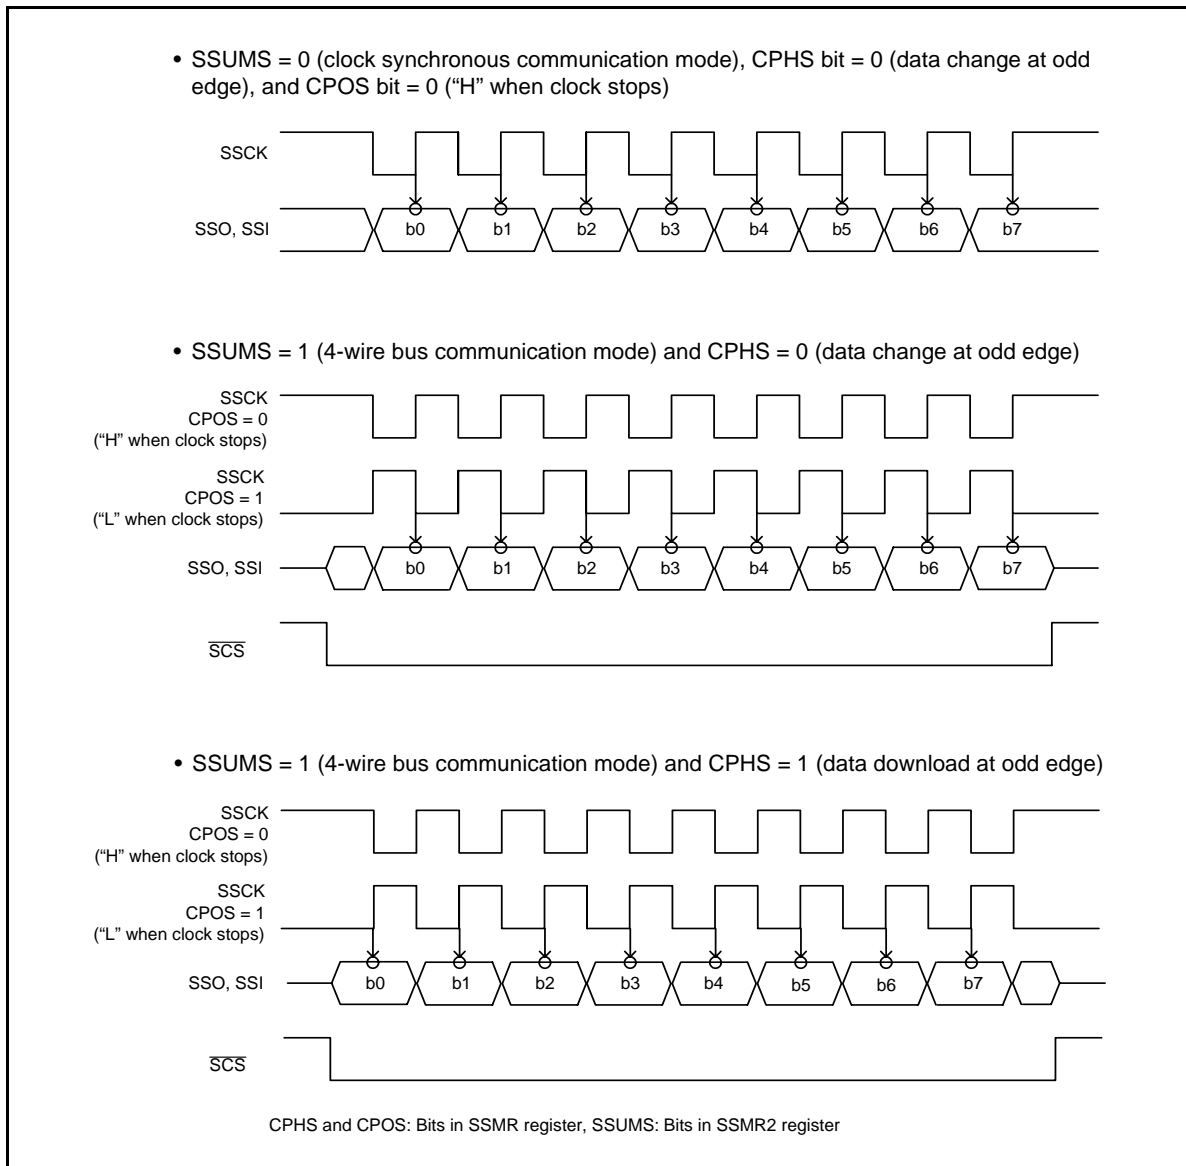 • SSUMS = 0 (clock synchronous communication mode), CPHS bit = 0 (data change at odd
edge), and CPOS bit = 0 (“H” when clock stops)
SSCK
SSO, SSI
b0 b1 b2 b3 b4 b5 b6 b7
• SSUMS = 1 (4-wire bus communication mode) and CPHS = 0 (data change at odd edge)
SSCK
CPOS = 0
(“H” when clock stops)
SSCK
CPOS = 1
(“L” when clock stops)
SSO, SSI
b0 b1 b2 b3 b4 b5 b6 b7
SCS
• SSUMS = 1 (4-wire bus communication mode) and CPHS = 1 (data download at odd edge)
SSCK
CPOS = 0
(“H” when clock stops)
SSCK
CPOS = 1
(“L” when clock stops)
SSO, SSI
b0 b1 b2 b3 b4 b5 b6 b7
SCS
CPHS and CPOS: Bits in SSMR register, SSUMS: Bits in SSMR2 register